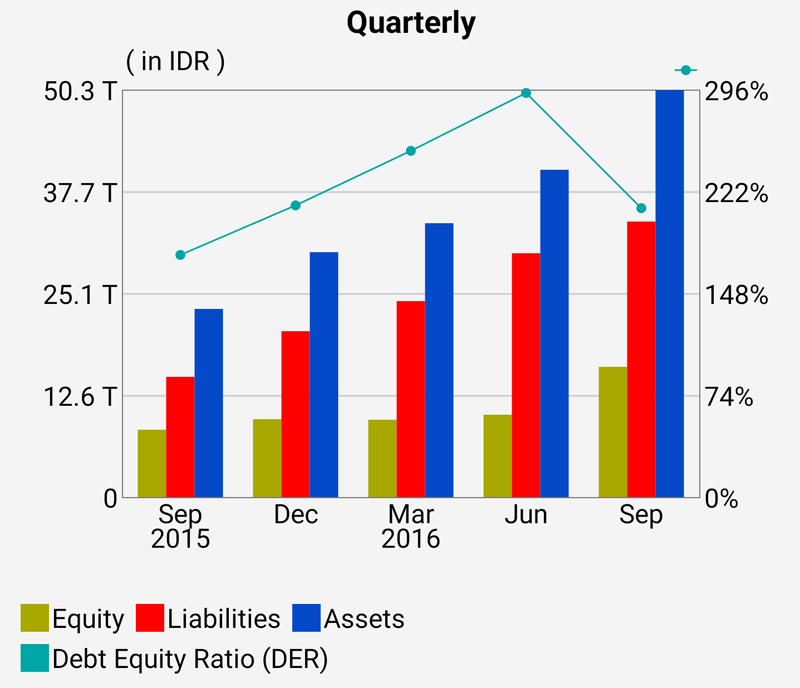 Quarterly
( in IDR )
50.3 T 296%
37.7 T 222%
25.1 T 148%
12.6 T 74%
0 0%
Sep Dec Mar Jun Sep
2015 2016
Equity Liabilities Assets
Debt Equity Ratio (DER)